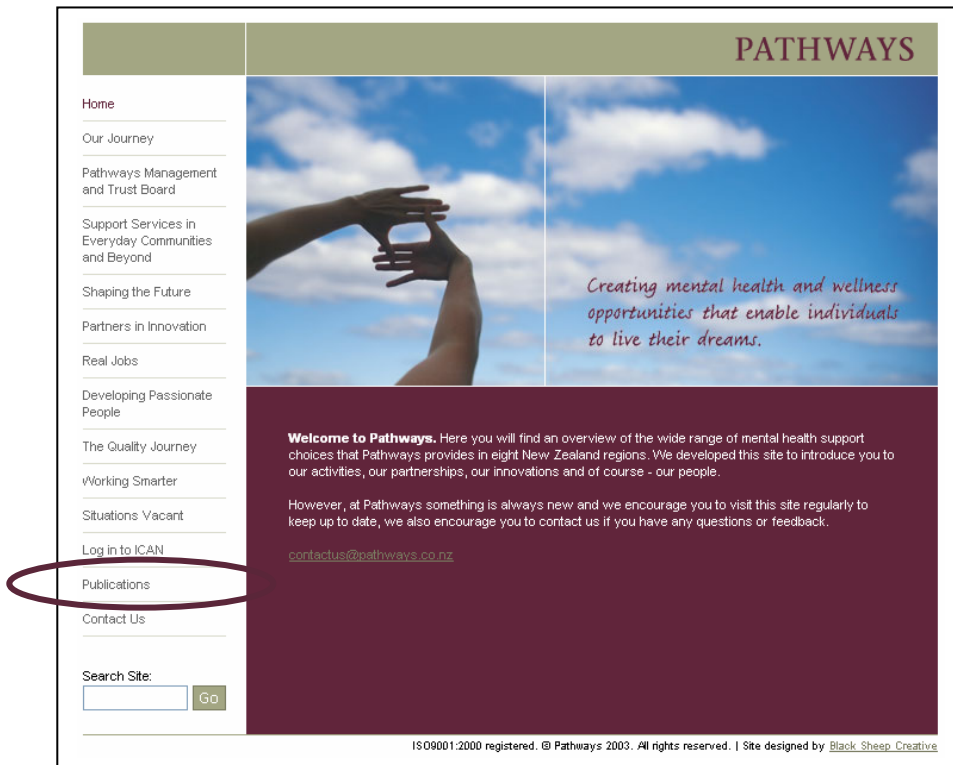 PATHWAYS
Home
Our Journey
Pathways Management
and Trust Board
Support Services in
Everyday Communities
and Beyond
Shaping the Future
Partners in Innovation
Real Jobs
Developing Passionate
People
The Quality Journey
Working Smarter
Situations Vacant
Log in to ICAN
Publications
Contact Us
Search Site:
Go
Creating mental health and wellness
opportunities that enable individuals
to live their dreams.
Welcome to Pathways. Here you will find an overview of the wide range of mental health support
choices that Pathways provides in eight New Zealand regions. We developed this site to introduce you to
our activities, our partnerships, our innovations and of course - our people.
However, at Pathways something is always new and we encourage you to visit this site regularly to
keep up to date, we also encourage you to contact us if you have any questions or feedback.
contactus@pathways.co.nz
ISO9001:2000 registered. © Pathways 2003. All rights reserved. | Site designed by Black Sheep Creative